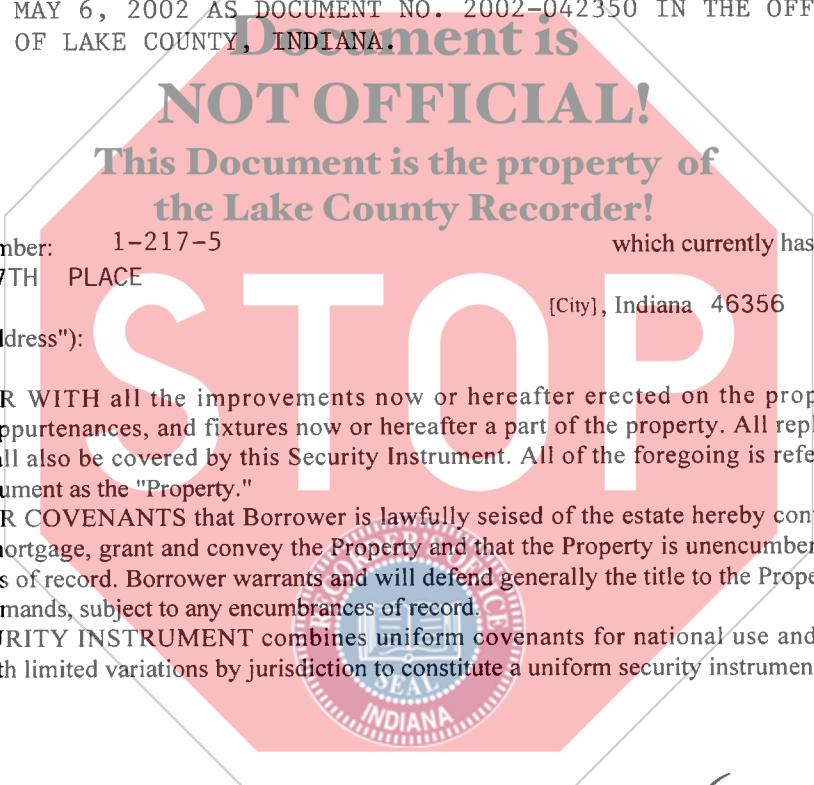 MAY 6, 2002 AS DOCUMENT NO. 2002-042350 IN THE OFF
OF LAKE COUNTY, INDIANA.
Document is
NOT OFFICIAL!
This Document is the property of
the Lake County Recorder!
mber: 1-217-5 which currently has
7TH PLACE
[City], Indiana 46356
ldress"):
STOP
R WITH all the improvements now or hereafter erected on the prop
ppurtenances, and fixtures now or hereafter a part of the property. All repl
all also be covered by this Security Instrument. All of the foregoing is refe
ument as the "Property."
R COVENANTS that Borrower is lawfully seised of the estate hereby con
nortgage, grant and convey the Property and that the Property is unencumber
s of record. Borrower warrants and will defend generally the title to the Prope
mands, subject to any encumbrances of record.
URITY INSTRUMENT combines uniform covenants for national use and
th limited variations by jurisdiction to constitute a uniform security instrumen
RECORDER'S OFFICE
SEAL
INDIANA